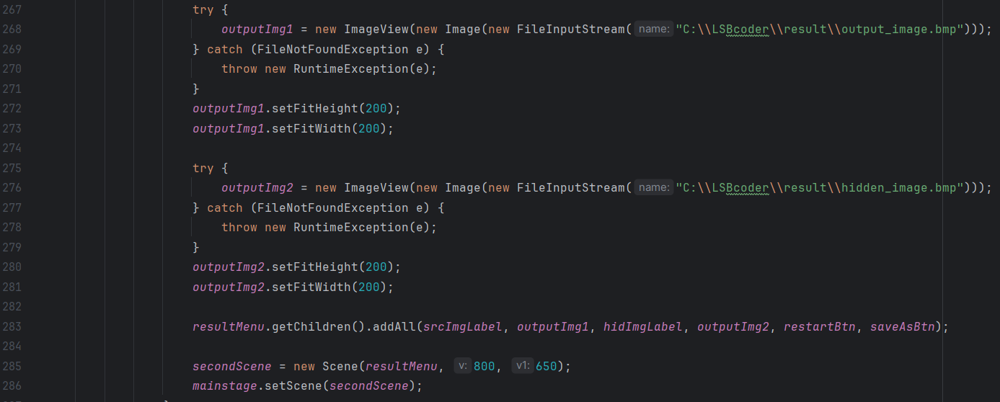 267 try {
268 outputImg1 = new ImageView(new Image(new FileInputStream( name: "C:\\LSBcoder\\result\\output_image.bmp")));
269 } catch (FileNotFoundException e) {
270 throw new RuntimeException(e);
271 }
272 outputImg1.setFitHeight(200);
273 outputImg1.setFitWidth(200);
274
275 try {
276 outputImg2 = new ImageView(new Image(new FileInputStream( name: "C:\\LSBcoder\\result\\hidden_image.bmp")));
277 } catch (FileNotFoundException e) {
278 throw new RuntimeException(e);
279 }
280 outputImg2.setFitHeight(200);
281 outputImg2.setFitWidth(200);
282
283 resultMenu.getChildren().addAll(srcImgLabel, outputImg1, hidImgLabel, outputImg2, restartBtn, saveAsBtn);
284
285 secondScene = new Scene(resultMenu, v: 800, v1: 650);
286 mainstage.setScene(secondScene);